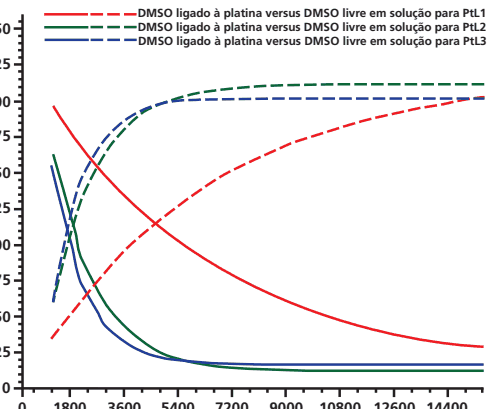 DMSO ligado à platina versus DMSO livre em solução para PtL1
DMSO ligado à platina versus DMSO livre em solução para PtL2
DMSO ligado à platina versus DMSO livre em solução para PtL3
50
25
00
75
50
25
00
75
50
25
0
0 1800 3600 5400 7200 9000 10800 12600 14400